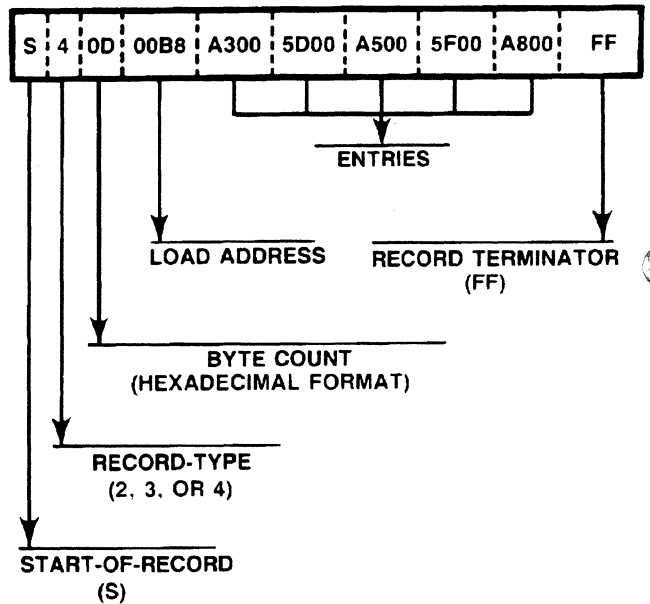 S 4 0D 00B8 A300 5D00 A500 5F00 A800 FF
ENTRIES
LOAD ADDRESS
RECORD TERMINATOR
(FF)
BYTE COUNT
(HEXADECIMAL FORMAT)
RECORD-TYPE
(2, 3, OR 4)
START-OF-RECORD
(S)